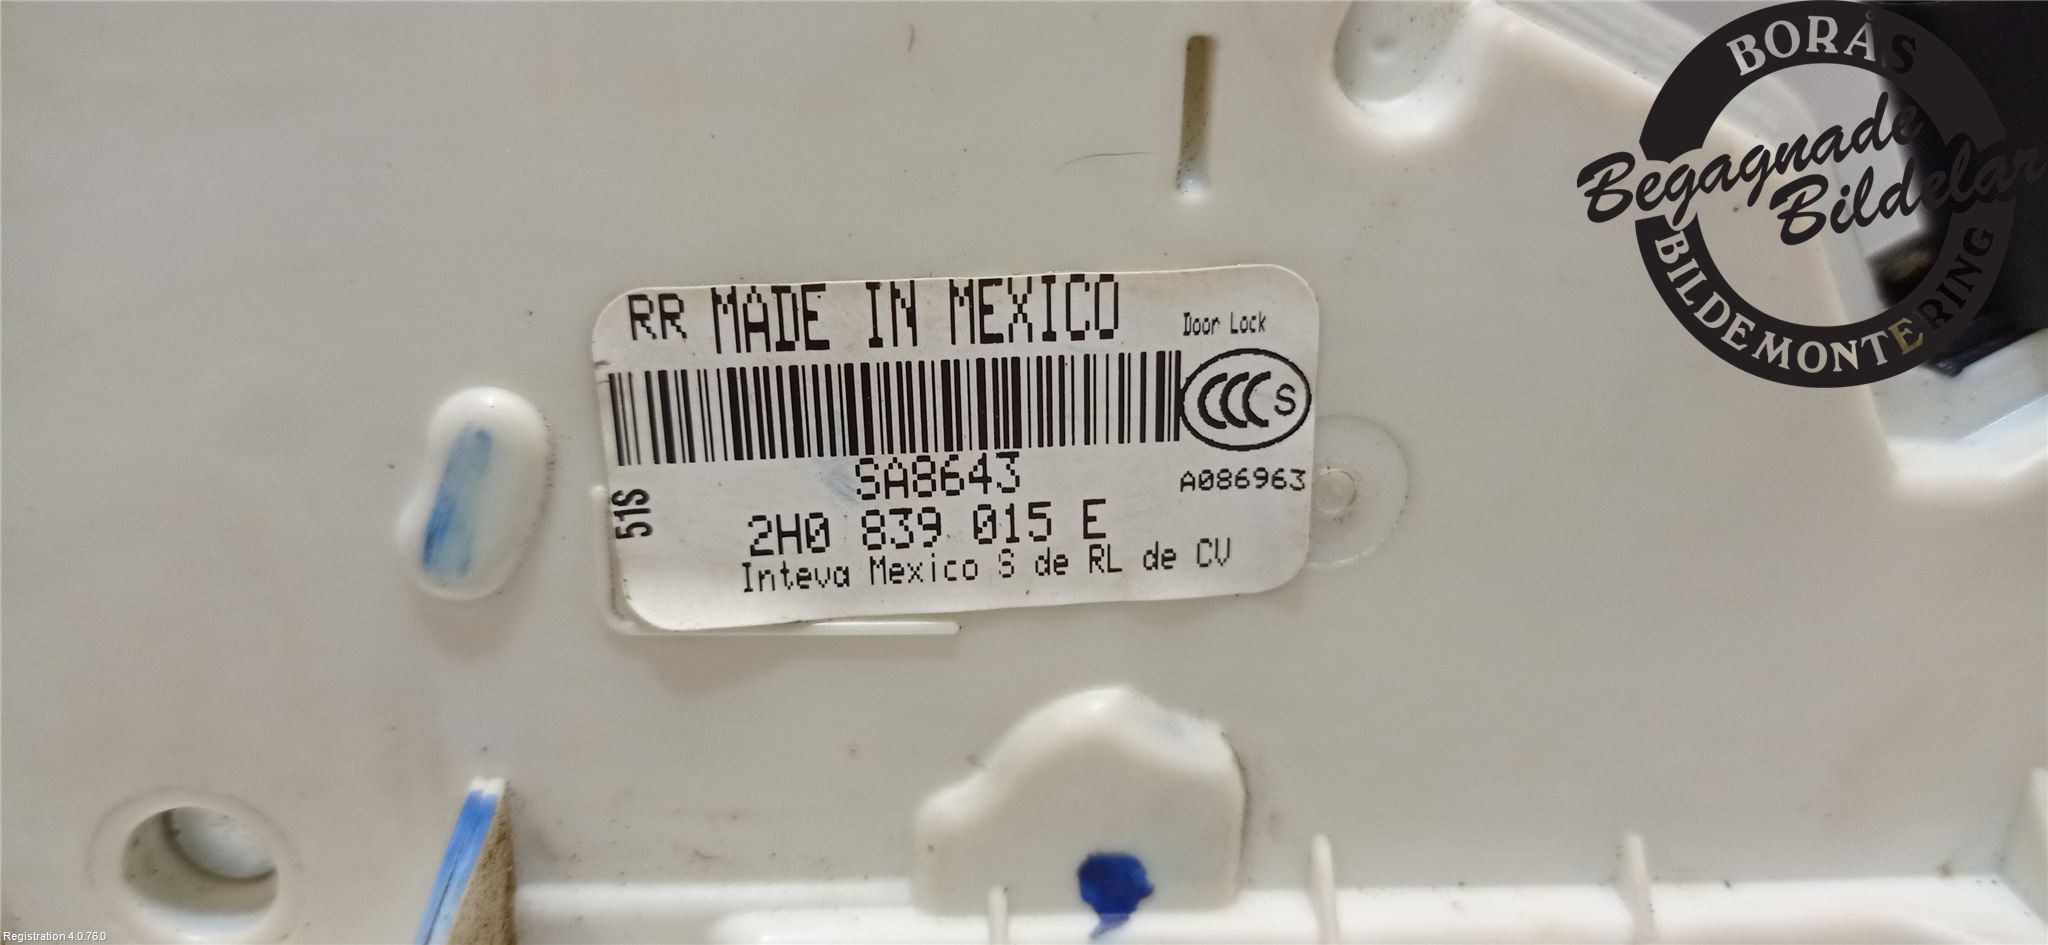 BORÅS
Begagnade
Bildelar
BILDEMONTERING
RR MADE IN MEXICO
Door Lock
CCC S
SA8643
A086963
51S
2H0 839 015 E
Inteva Mexico S de RL de CV
Registration 4.0.76.0